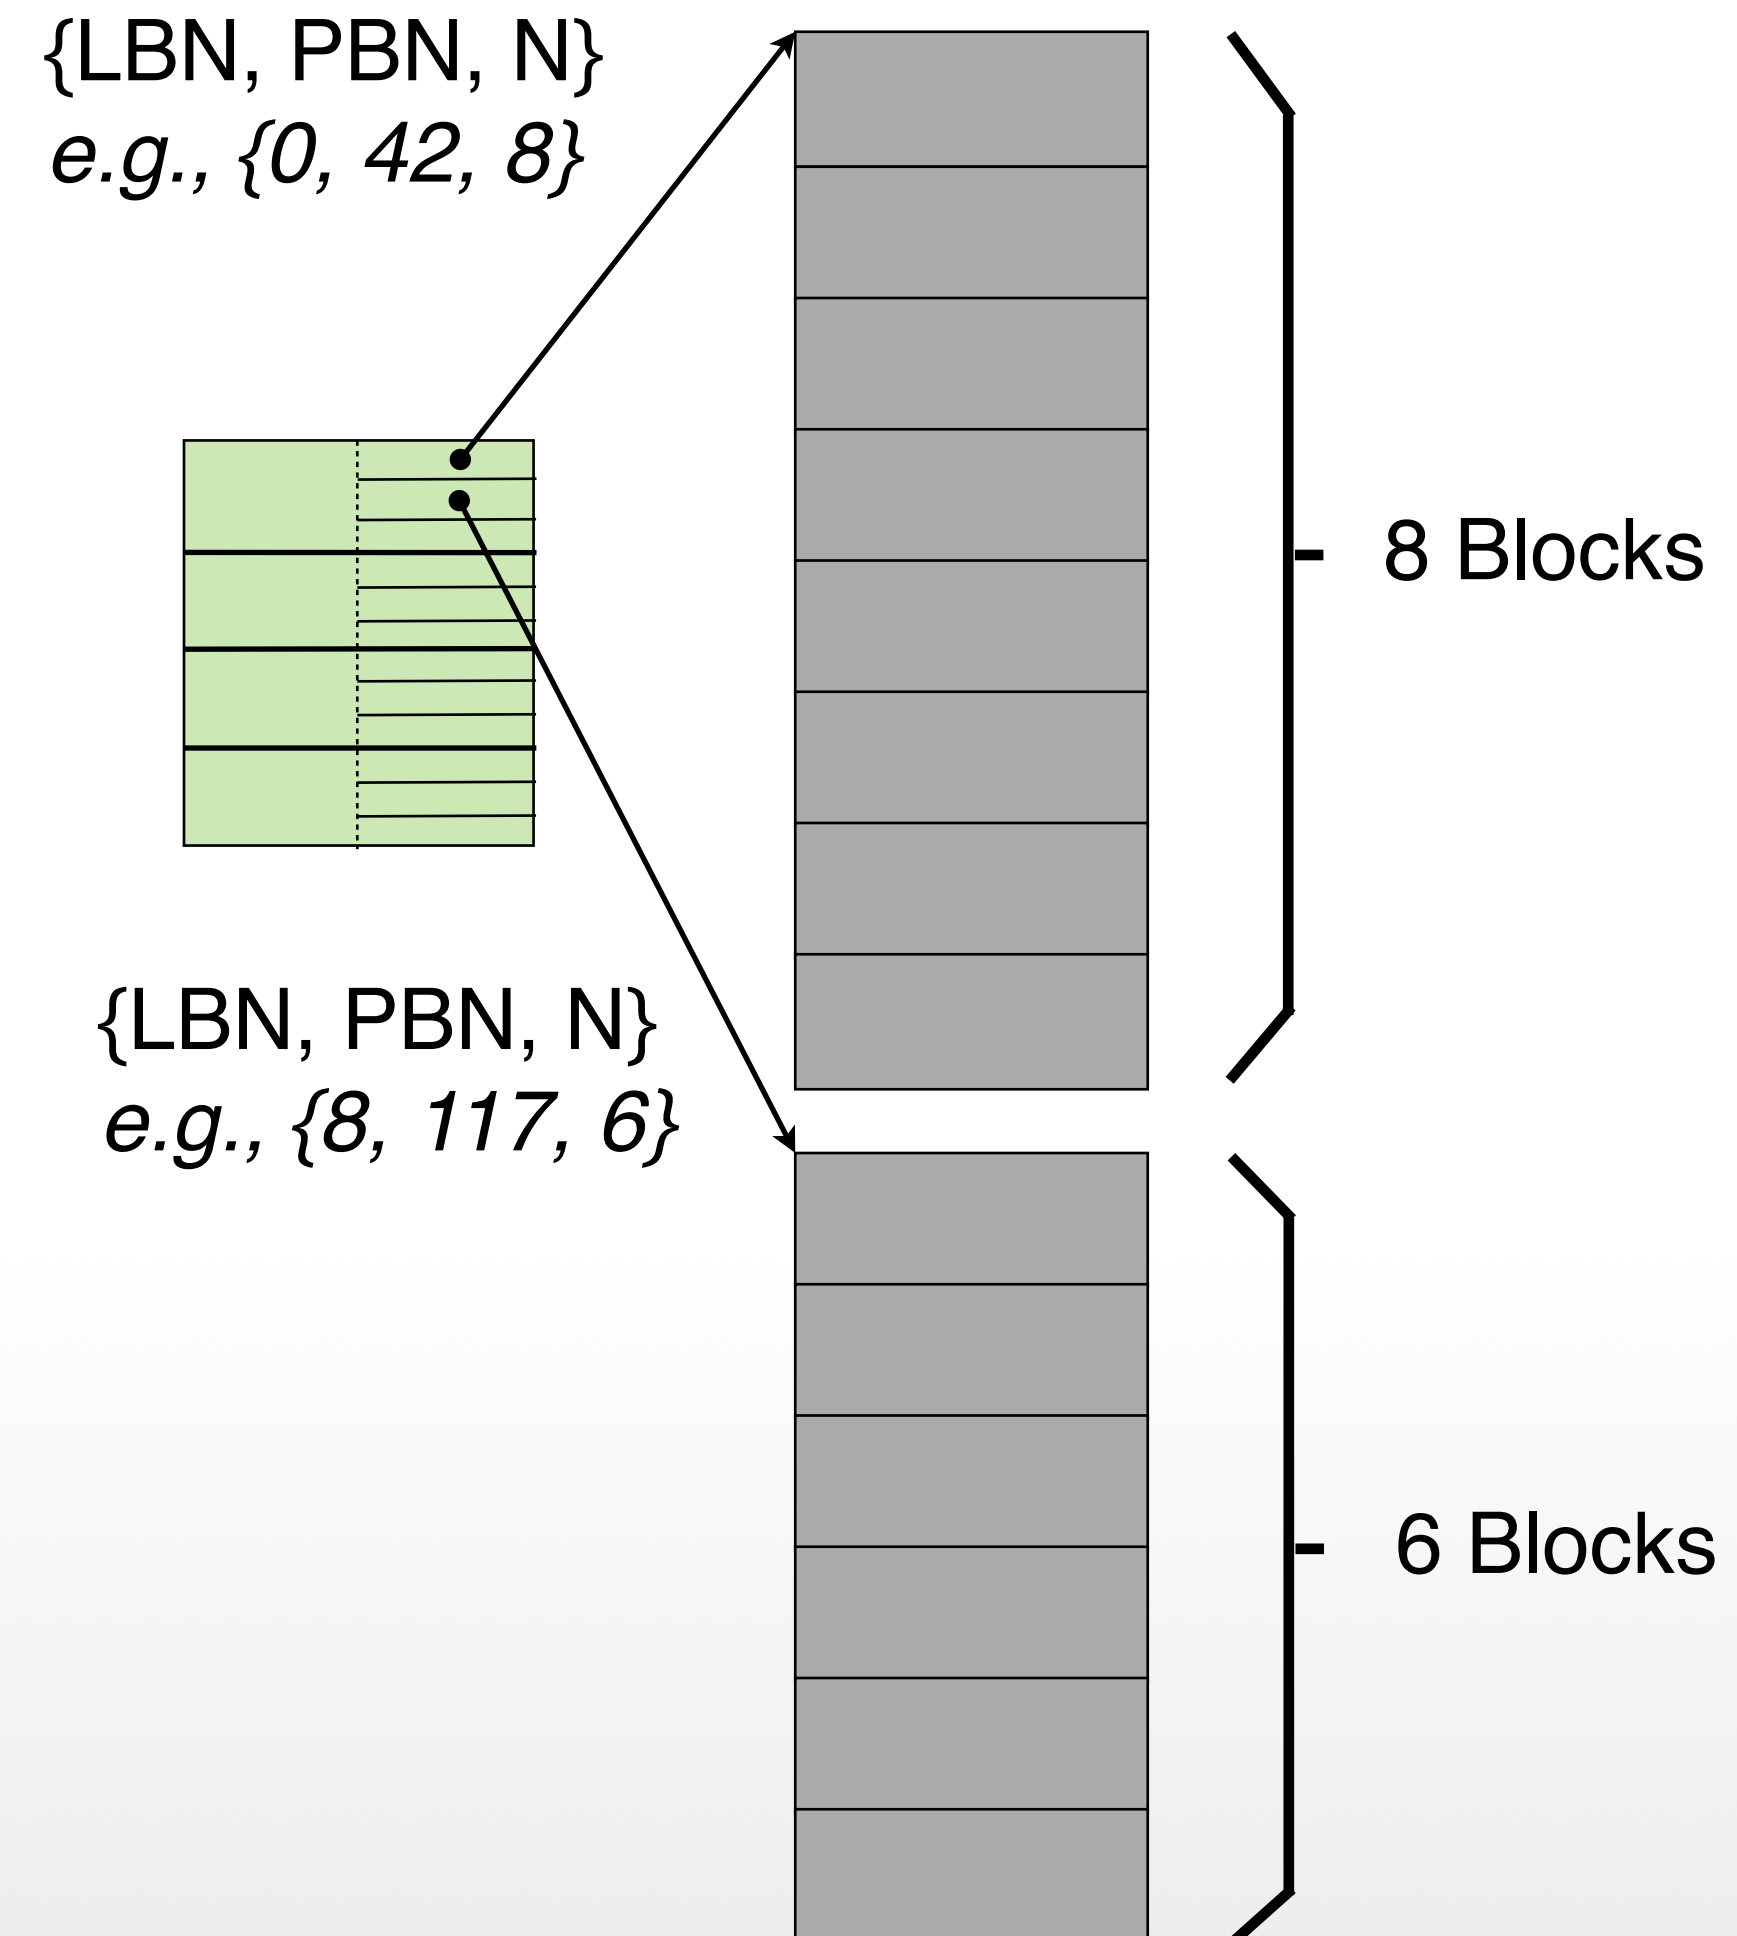 {LBN, PBN, N}
e.g., {0, 42, 8}
8 Blocks
{LBN, PBN, N}
e.g., {8, 117, 6}
6 Blocks